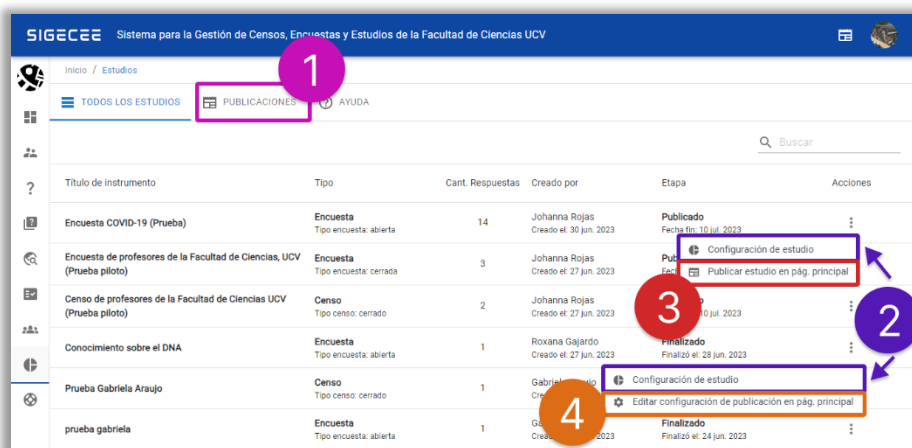 SIGECEE Sistema para la Gestión de Censos, Encuestas y Estudios de la Facultad de Ciencias UCV
Inicio / Estudios
1
TODOS LOS ESTUDIOS PUBLICACIONES AYUDA
Buscar
Título de instrumento Tipo Cant. Respuestas Creado por Etapa Acciones
Encuesta COVID-19 (Prueba) Encuesta 14 Johanna Rojas Publicado
Tipo encuesta: abierta Creado el: 30 jun. 2023 Fecha fin: 10 jul. 2023
Configuración de estudio
Encuesta de profesores de la Facultad de Ciencias, UCV Encuesta 3 Johanna Rojas
(Prueba piloto) Tipo encuesta: cerrada Creado el: 27 jun. 2023
Publicar estudio en pág. principal
2
3
Censo de profesores de la Facultad de Ciencias UCV Censo 2 Johanna Rojas
(Prueba piloto) Tipo censo: cerrado Creado el: 27 jun. 2023 10 jul. 2023
Conocimiento sobre el DNA Encuesta 1 Roxana Gajardo Finalizado
Tipo encuesta: abierta Creado el: 27 jun. 2023 Finalizó el: 28 jun. 2023
Configuración de estudio
Prueba Gabriela Araujo Censo 1
Tipo censo: cerrado
Editar configuración de publicación en pág. principal
4
prueba gabriela Encuesta 1 Finalizado
Tipo encuesta: abierta 2023 Finalizó el: 24 jun. 2023